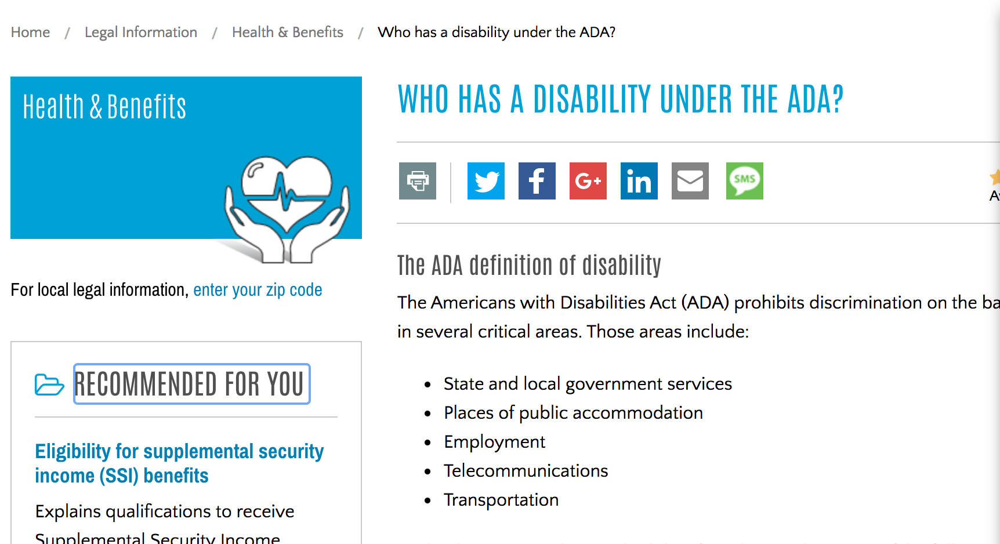 Home / Legal Information / Health & Benefits / Who has a disability under the ADA?
Health & Benefits
For local legal information, enter your zip code
RECOMMENDED FOR YOU
Eligibility for supplemental security
income (SSI) benefits
Explains qualifications to receive
Supplemental Security Income
WHO HAS A DISABILITY UNDER THE ADA?
G+
in
SMS
The ADA definition of disability
The Americans with Disabilities Act (ADA) prohibits discrimination on the ba
in several critical areas. Those areas include:
• State and local government services
• Places of public accommodation
• Employment
• Telecommunications
• Transportation